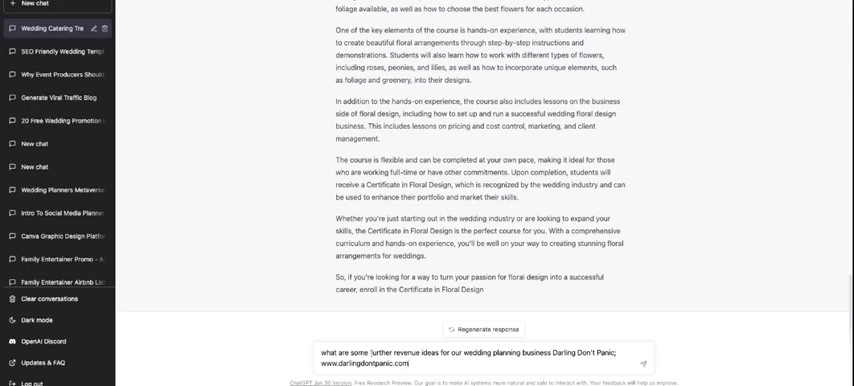 New chat
Wedding Catering Tre
SEO Friendly Wedding Templ
Why Event Producers Should
Generate Viral Traffic Blog
20 Free Wedding Promotion
New chat
New chat
Wedding Planners Metaverse
Intro To Social Media Planne
Canva Graphic Design Platfor
Family Entertainer Promo - A
Family Entertainer Airbnb List
Clear conversations
Dark mode
OpenAI Discord
Updates & FAQ
Log out
foliage available, as well as how to choose the best flowers for each occasion.
One of the key elements of the course is hands-on experience, with students learning how
to create beautiful floral arrangements through step-by-step instructions and
demonstrations. Students will also learn how to work with different types of flowers,
including roses, peonies, and lilies, as well as how to incorporate unique elements, such
as foliage and greenery, into their designs.
In addition to the hands-on experience, the course also includes lessons on the business
side of floral design, including how to set up and run a successful wedding floral design
business. This includes lessons on pricing and cost control, marketing, and client
management.
The course is flexible and can be completed at your own pace, making it ideal for those
who are working full-time or have other commitments. Upon completion, students will
receive a Certificate in Floral Design, which is recognized by the wedding industry and can
be used to enhance their portfolio and market their skills.
Whether you're just starting out in the wedding industry or are looking to expand your
skills, the Certificate in Floral Design is the perfect course for you. With a comprehensive
curriculum and hands-on experience, you'll be well on your way to creating stunning floral
arrangements for weddings.
So, if you're looking for a way to turn your passion for floral design into a successful
career, enroll in the Certificate in Floral Design
Regenerate response
what are some further revenue ideas for our wedding planning business Darling Don't Panic;
www.darlingdontpanic.com
ChatGPT Jan 30 Version. Free Research Preview. Our goal is to make AI systems more natural and safe to interact with. Your feedback will help us improve.